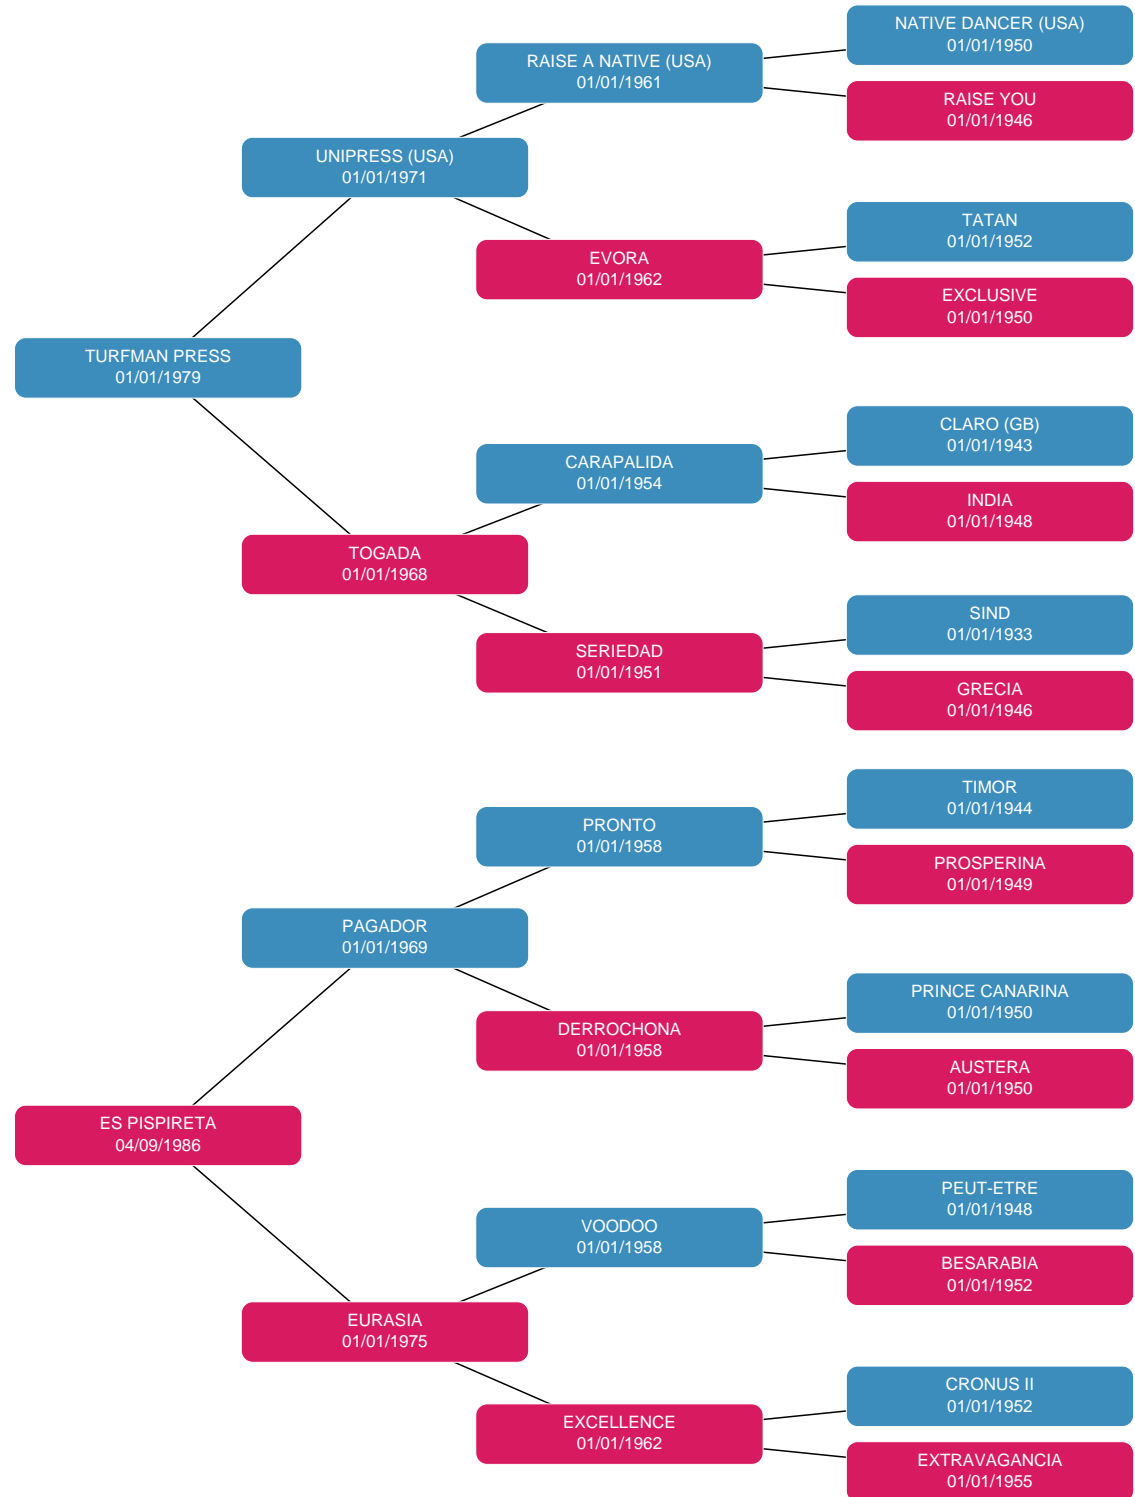 NATIVE DANCER (USA)
01/01/1950
RAISE A NATIVE (USA)
01/01/1961
RAISE YOU
01/01/1946
UNIPRESS (USA)
01/01/1971
TATAN
01/01/1952
EVORA
01/01/1962
EXCLUSIVE
01/01/1950
TURFMAN PRESS
01/01/1979
CLARO (GB)
01/01/1943
CARAPALIDA
01/01/1954
INDIA
01/01/1948
TOGADA
01/01/1968
SIND
01/01/1933
SERIEDAD
01/01/1951
GRECIA
01/01/1946
TIMOR
01/01/1944
PRONTO
01/01/1958
PROSPERINA
01/01/1949
PAGADOR
01/01/1969
PRINCE CANARINA
01/01/1950
DERROCHONA
01/01/1958
AUSTERA
01/01/1950
ES PISPIRETA
04/09/1986
PEUT-ETRE
01/01/1948
VOODOO
01/01/1958
BESARABIA
01/01/1952
EURASIA
01/01/1975
CRONUS II
01/01/1952
EXCELLENCE
01/01/1962
EXTRAVAGANCIA
01/01/1955